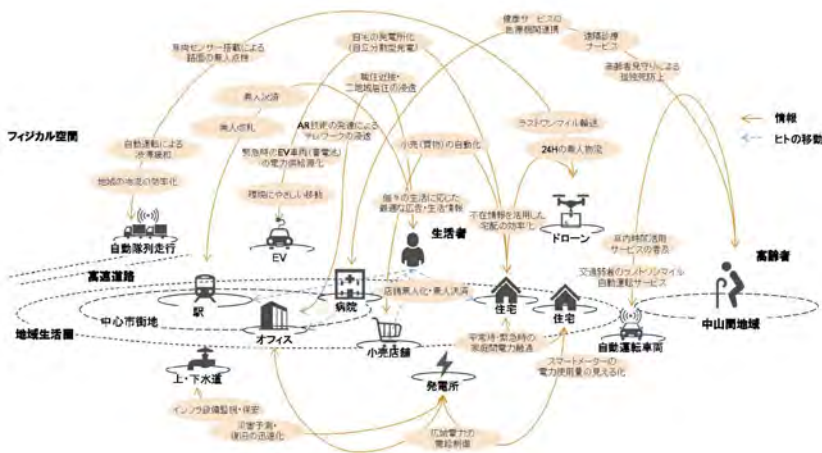 車両センサー搭載による
路面の無人点検
自宅の発電所化
(自立分散型発電)
健康サービスの
医療機関連携
遠隔診療
サービス
職住近接・
二地域居住の浸透
高齢者見守りによる
孤独死防止
無人決済
情報
フィジカル空間
無人改札
AR技術の発達による
テレワークの浸透
ラストワンマイル輸送
ヒトの移動
自動運転による
渋滞緩和
緊急時のEV車両(蓄電池)
の電力供給源化
小売(買物)の自動化
24Hの無人物流
地域の物流の効率化
環境にやさしい移動
個々の生活に応じた
最適な広告・生活情報
不在情報を活用した
宅配の効率化
ドローン
車内時間活用
サービスの普及
自動隊列走行
EV
生活者
高齢者
高速道路
交通弱者のラストワンマイル
自動運転サービス
駅
病院
店舗無人化・無人決済
住宅
住宅
中山間地域
地域生活圏
中心市街地
オフィス
小売店舗
平常時・緊急時の
家庭間電力融通
自動運転車両
上・下水道
発電所
スマートメーターの
電力使用量の見える化
インフラ設備監視・保安
災害予測・
復旧の迅速化
広域電力の
需給制御